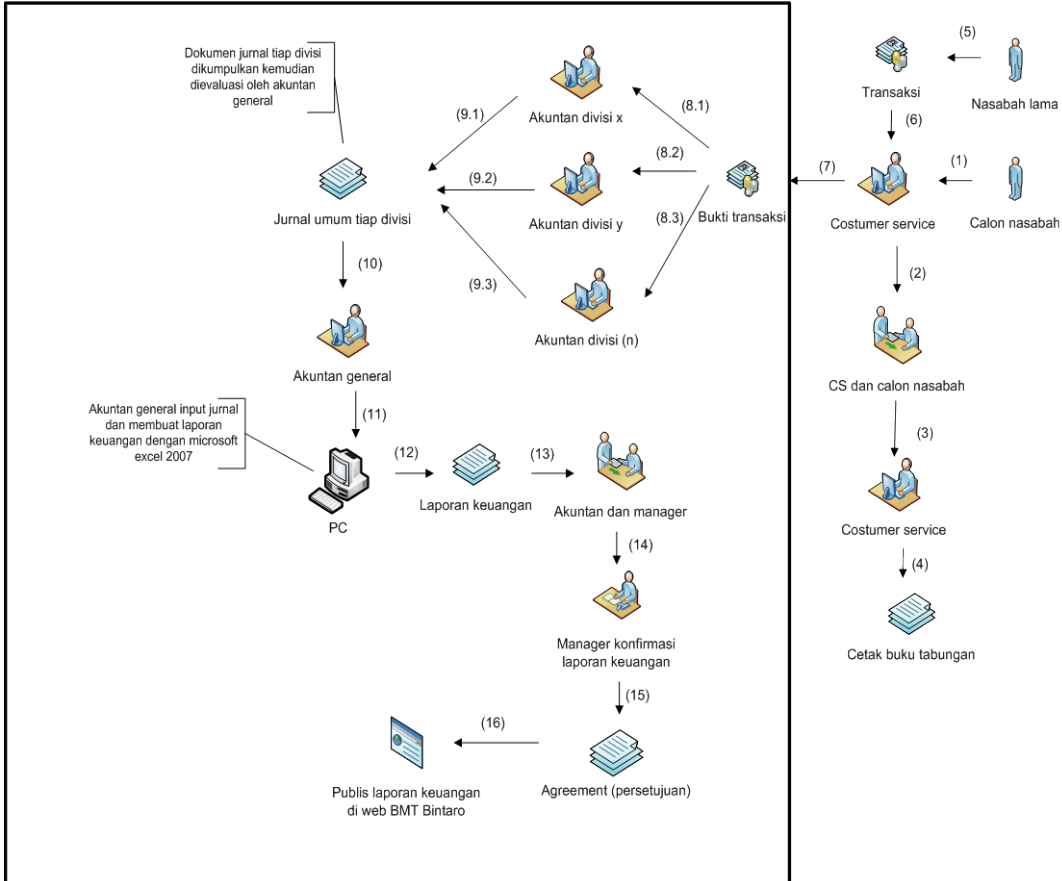 Dokumen jurnal tiap divisi
dikumpulkan kemudian
dievaluasi oleh akuntan
general
(9.1)
Akuntan divisi x
(8.1)
Transaksi
(5)
Nasabah lama
(6)
Jurnal umum tiap divisi
(9.2)
Akuntan divisi y
(8.2)
Bukti transaksi
(7)
Costumer service
(1)
Calon nasabah
(8.3)
(9.3)
Akuntan divisi (n)
(10)
Akuntan general
(2)
CS dan calon nasabah
(3)
Costumer service
(4)
Cetak buku tabungan
(11)
Akuntan general input jurnal
dan membuat laporan
keuangan dengan microsoft
excel 2007
PC
(12)
Laporan keuangan
(13)
Akuntan dan manager
(14)
Manager konfirmasi
laporan keuangan
(15)
Agreement (persetujuan)
(16)
Publis laporan keuangan
di web BMT Bintaro